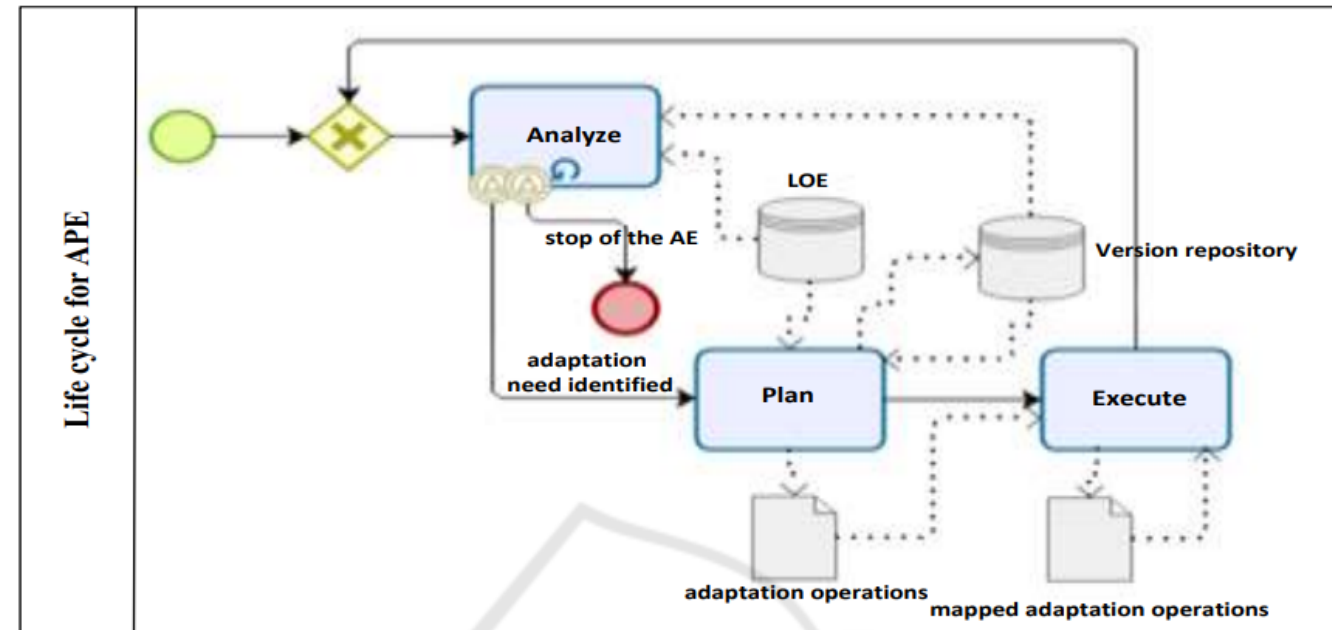 Life cycle for APE
Analyze
LOE
stop of the AE
Version repository
adaptation
need identified
Plan
Execute
adaptation operations
mapped adaptation operations